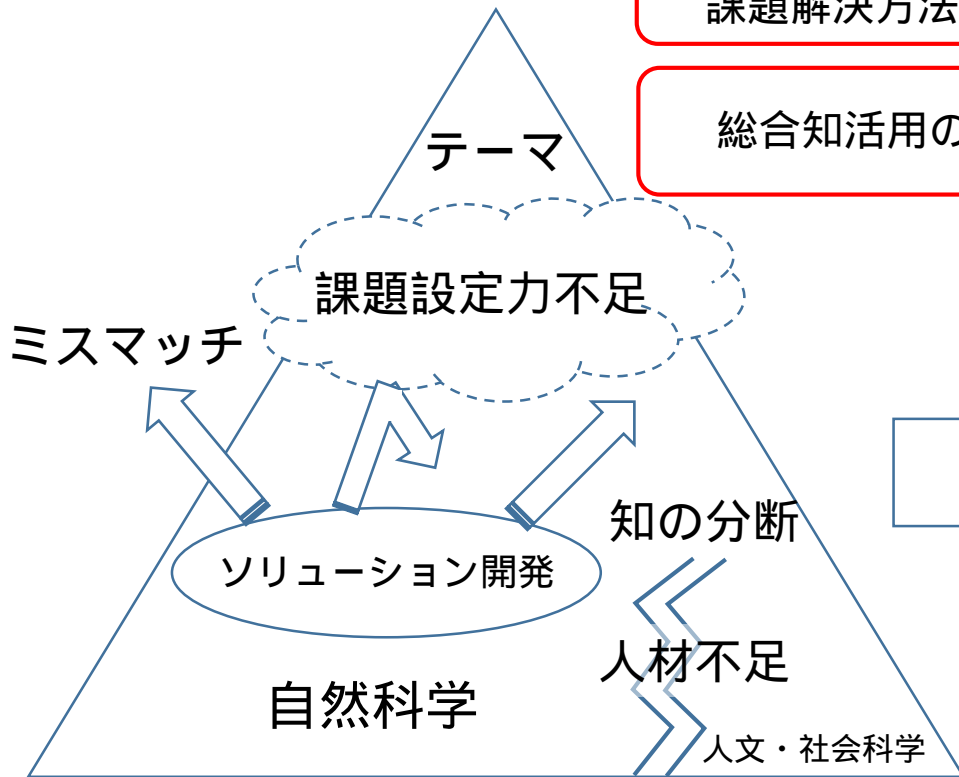 課題解決方法
総合知活用の
テーマ
課題設定力不足
ミスマッチ
知の分断
ソリューション開発
人材不足
自然科学
人文・社会科学